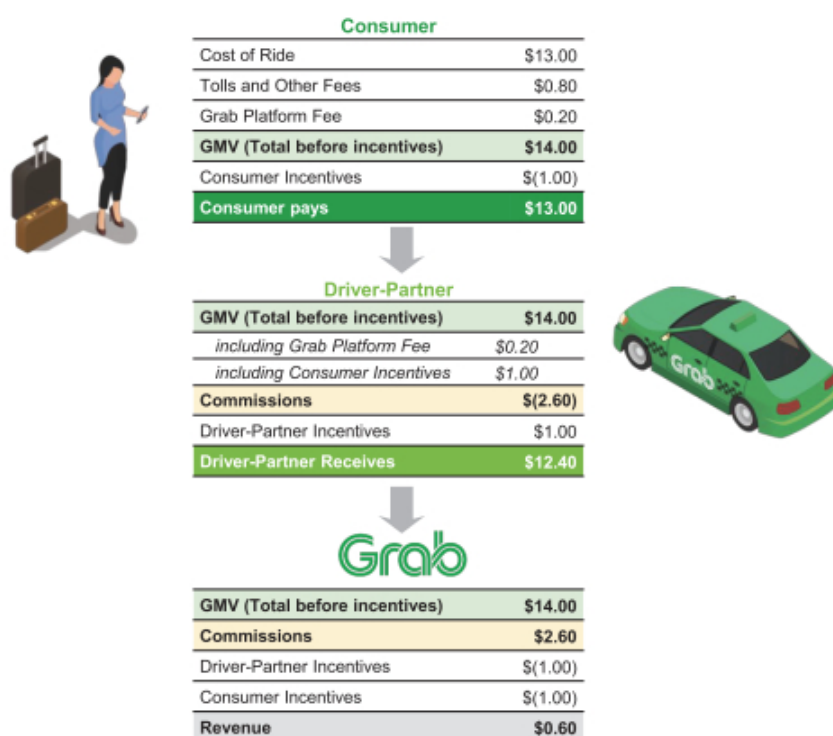 Consumer
Cost of Ride $13.00
Tolls and Other Fees $0.80
Grab Platform Fee $0.20
GMV (Total before incentives) $14.00
Consumer Incentives $(1.00)
Consumer pays $13.00
Driver-Partner
GMV (Total before incentives) $14.00
including Grab Platform Fee $0.20
including Consumer Incentives $1.00
Commissions $(2.60)
Driver-Partner Incentives $1.00
Driver-Partner Receives $12.40
Grab
Grab
GMV (Total before incentives) $14.00
Commissions $2.60
Driver-Partner Incentives $(1.00)
Consumer Incentives $(1.00)
Revenue $0.60